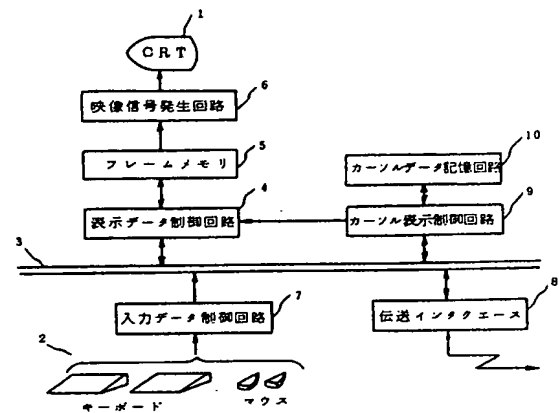 1
CRT
6
映像信号発生回路
5
フレームメモリ
10
カーソルデータ記憶回路
4
表示データ制御回路
9
カーソル表示制御回路
3
7
入力データ制御回路
8
伝送インタクエース
2
キーボード
マウス